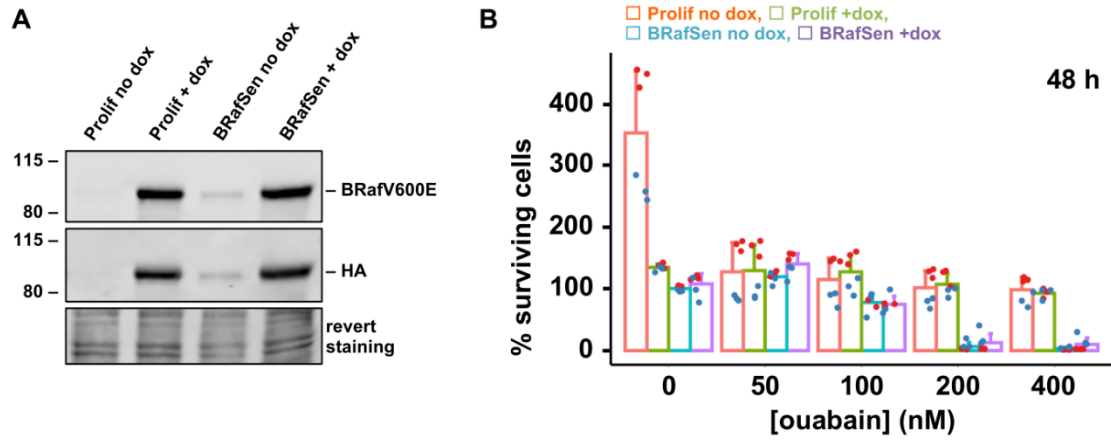 A
Prolif no dox
Prolif + dox
BRafSen no dox
BRafSen + dox
115 –
80 –
– BRafV600E
115 –
80 –
– HA
revert
staining
B
Prolif no dox, Prolif +dox,
BRafSen no dox, BRafSen +dox
48 h
% surviving cells
400
300
200
100
0
0 50 100 200 400
[ouabain] (nM)